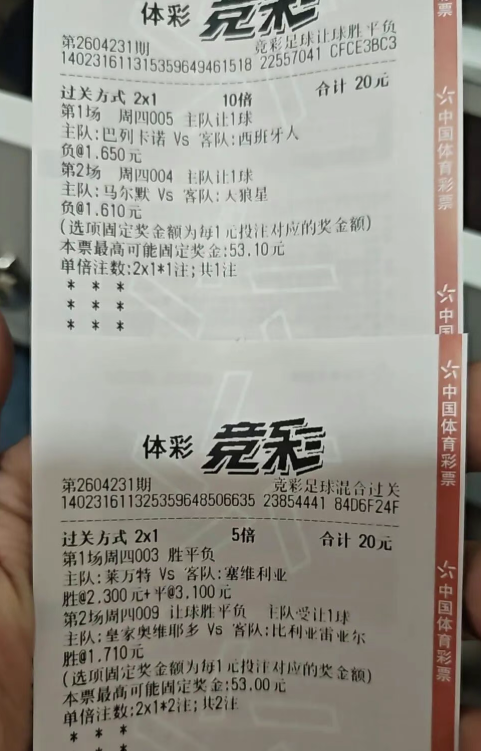 体彩 竞彩
第2604231期 竞彩足球让球胜平负
140231611315359649461518 22557041 CFCE3BC3
过关方式 2x1 10倍 合计 20元
第1场 周四005 主队让1球
主队:巴列卡诺 Vs 客队:西班牙人
负@1.650元
第2场 周四004 主队让1球
主队:马尔默 Vs 客队:天狼星
负@1.610元
(选项固定奖金额为每1元投注对应的奖金额)
本票最高可能固定奖金:53.10元
单倍注数:2x1*1注;共1注
* * *
* * *
* * *
体彩 竞彩
第2604231期 竞彩足球混合过关
140231611325359648506635 23854441 84D6F24F
过关方式 2x1 5倍 合计 20元
第1场周四003 胜平负
主队:莱万特 Vs 客队:塞维利亚
胜@2.300元+平@3.100元
第2场周四009 让球胜平负 主队受让1球
主队:皇家奥维耶多 Vs 客队:比利亚雷亚尔
胜@1.710元
(选项固定奖金额为每1元投注对应的奖金额)
本票最高可能固定奖金:53.00元
单倍注数:2x1*2注;共2注
* * *
* * *
票
中国体育彩票
中国
中国体育彩票
中国体育彩票